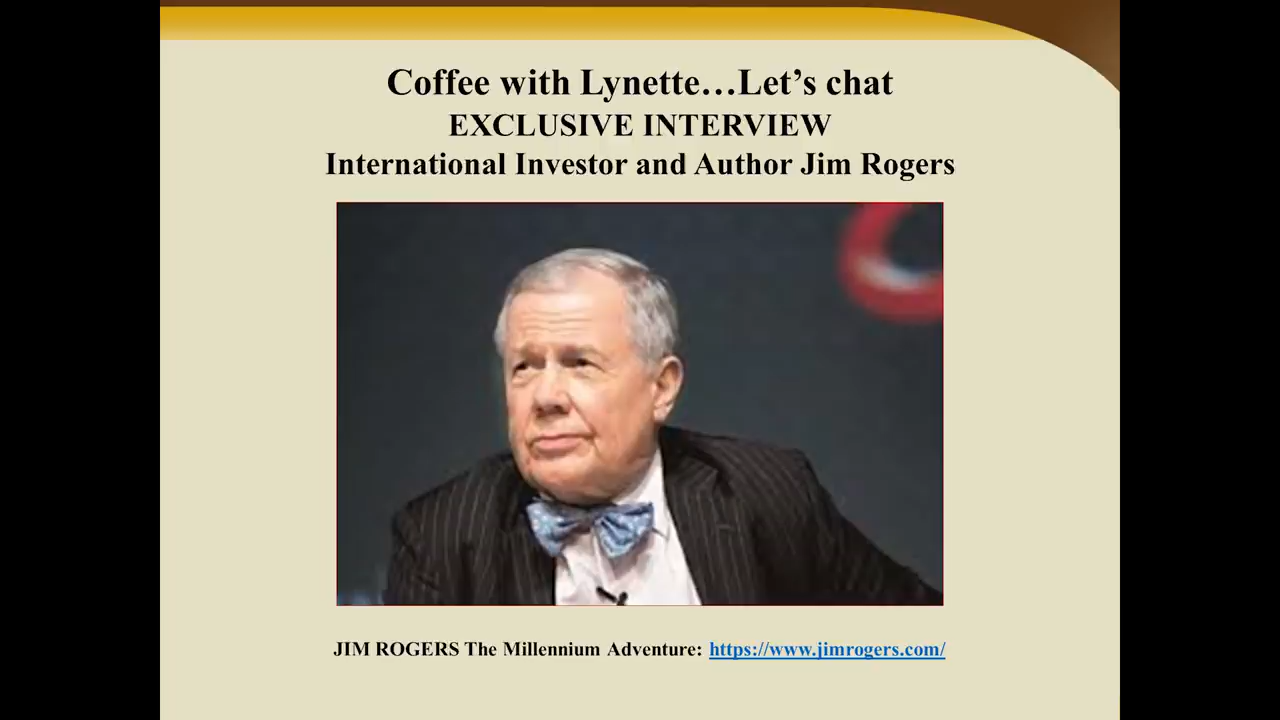 Coffee with Lynette…Let’s chat
EXCLUSIVE INTERVIEW
International Investor and Author Jim Rogers
JIM ROGERS The Millennium Adventure: https://www.jimrogers.com/